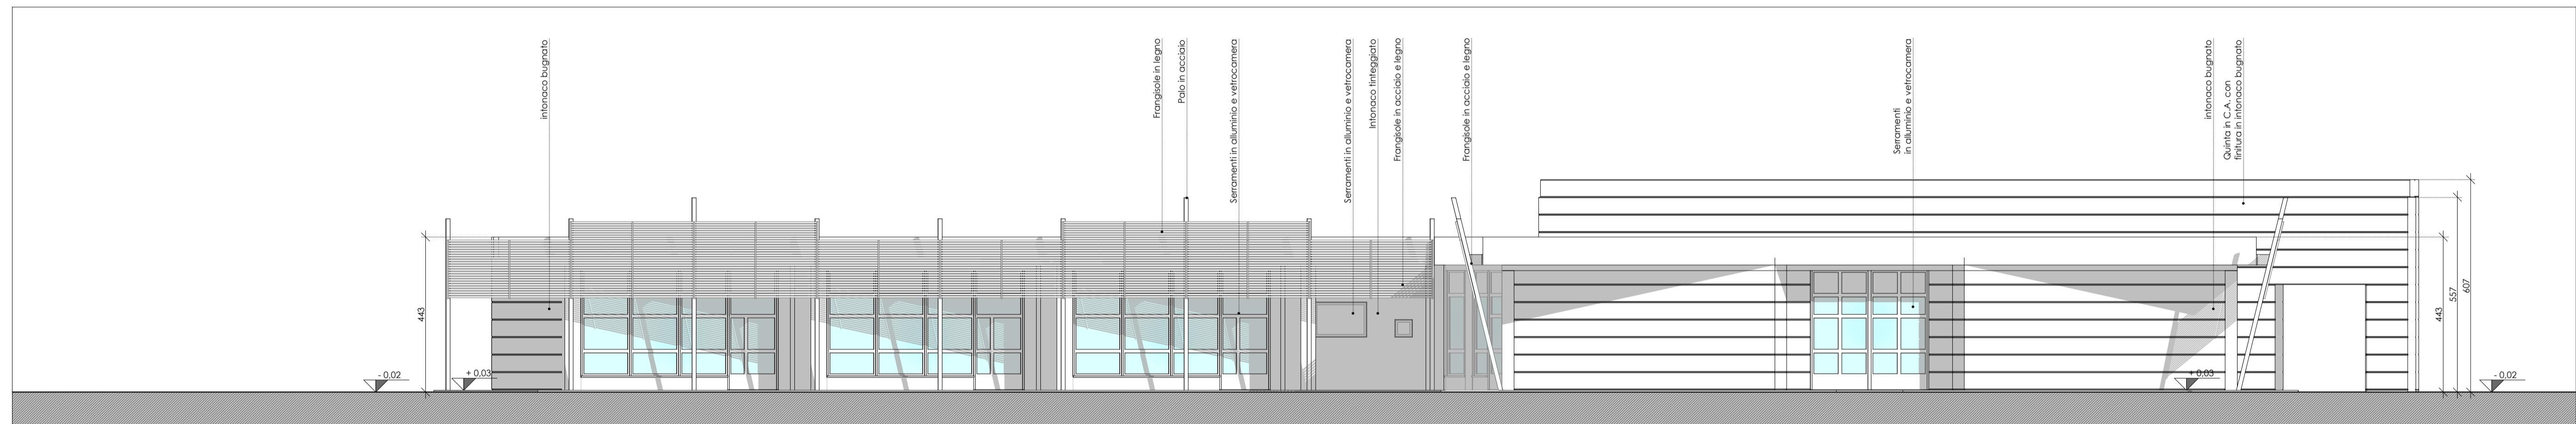 intonaco bugnato
Frangisole in legno
Palo in acciaio
Serramenti in alluminio e vetrocamera
Serramenti in alluminio e vetrocamera
Intonaco tinteggiato
Frangisole in acciaio e legno
Frangisole in acciaio e legno
Serramenti
in alluminio e vetrocamera
intonaco bugnato
Quinta in C.A. con
finitura in intonaco bugnato
443
- 0,02
+ 0,03
+ 0,03
443
557
607
- 0,02